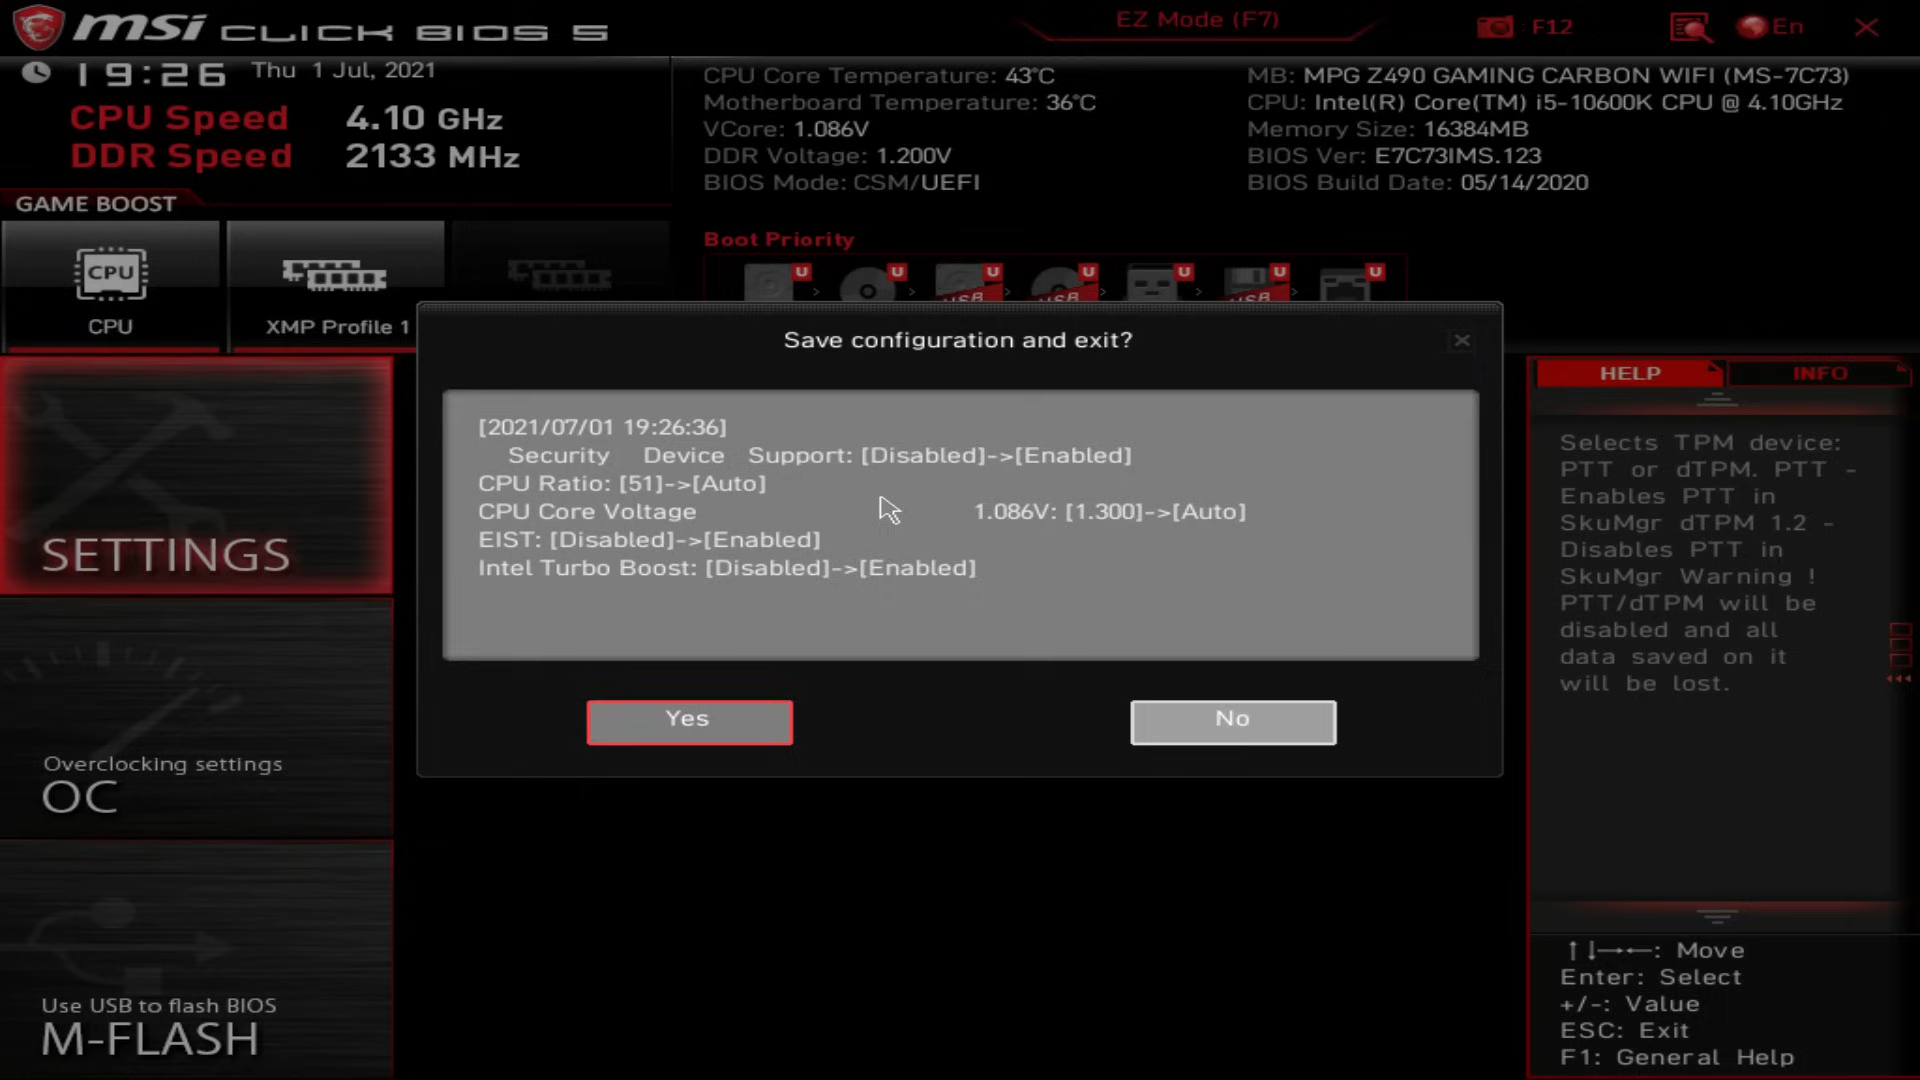 msi CLICK BIOS 5
EZ Mode (F7)
F12
En
19:26 Thu 1 Jul, 2021
CPU Speed 4.10 GHz
DDR Speed 2133 MHz
CPU Core Temperature: 43°C
Motherboard Temperature: 36°C
VCore: 1.086V
DDR Voltage: 1.200V
BIOS Mode: CSM/UEFI
MB: MPG Z490 GAMING CARBON WIFI (MS-7C73)
CPU: Intel(R) Core(TM) i5-10600K CPU @ 4.10GHz
Memory Size: 16384MB
BIOS Ver: E7C73IMS.123
BIOS Build Date: 05/14/2020
GAME BOOST
CPU
CPU
XMP Profile 1
Boot Priority
U U U U U U U
USB USB USB
Save configuration and exit?
[2021/07/01 19:26:36]
Security Device Support: [Disabled]->[Enabled]
CPU Ratio: [51]->[Auto]
CPU Core Voltage 1.086V: [1.300]->[Auto]
EIST: [Disabled]->[Enabled]
Intel Turbo Boost: [Disabled]->[Enabled]
Yes
No
SETTINGS
Overclocking settings
OC
Use USB to flash BIOS
M-FLASH
HELP
INFO
Selects TPM device:
PTT or dTPM. PTT -
Enables PTT in
SkuMgr dTPM 1.2 -
Disables PTT in
SkuMgr Warning !
PTT/dTPM will be
disabled and all
data saved on it
will be lost.
↑↓→←: Move
Enter: Select
+/-: Value
ESC: Exit
F1: General Help